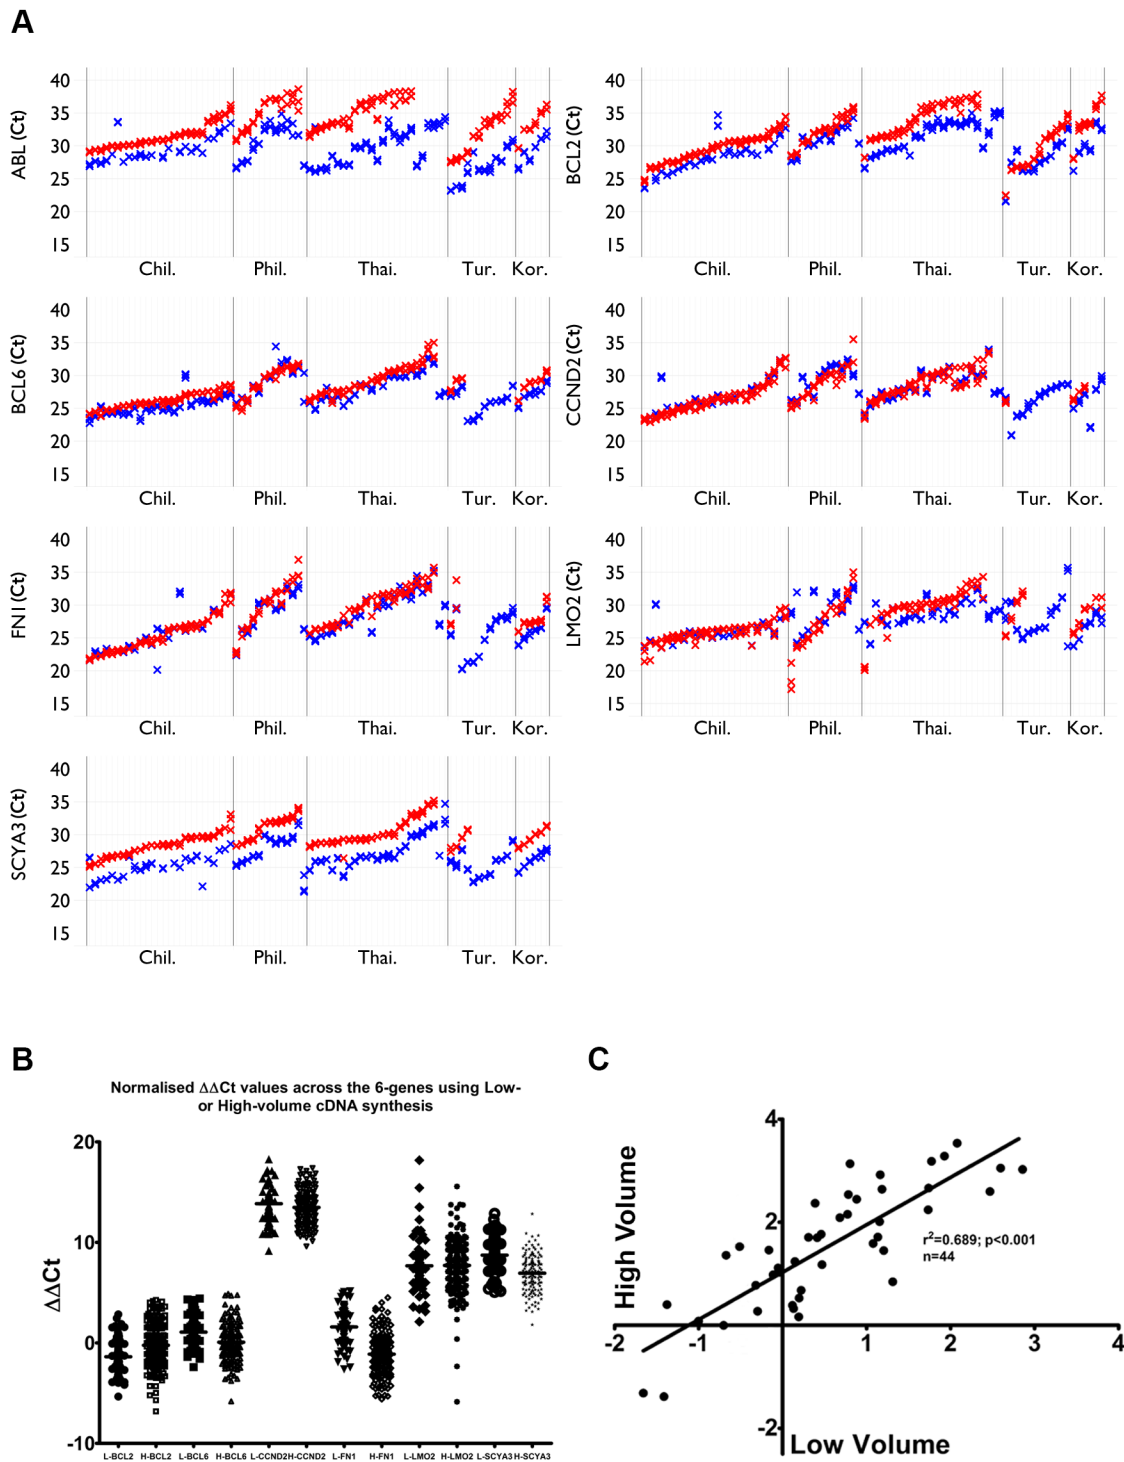 A
ABL (Ct)
40
35
30
25
20
15
Chil. Phil. Thai. Tur. Kor.
BCL2 (Ct)
40
35
30
25
20
15
Chil. Phil. Thai. Tur. Kor.
BCL6 (Ct)
40
35
30
25
20
15
Chil. Phil. Thai. Tur. Kor.
CCND2 (Ct)
40
35
30
25
20
15
Chil. Phil. Thai. Tur. Kor.
FN1 (Ct)
40
35
30
25
20
15
Chil. Phil. Thai. Tur. Kor.
LMO2 (Ct)
40
35
30
25
20
15
Chil. Phil. Thai. Tur. Kor.
SCYA3 (Ct)
40
35
30
25
20
15
Chil. Phil. Thai. Tur. Kor.
B
Normalised ΔΔCt values across the 6-genes using Low-
or High-volume cDNA synthesis
ΔΔCt
20
10
0
-10
L-BCL2 H-BCL2 L-BCL6 H-BCL6 L-CCND2 H-CCND2 L-FN1 H-FN1 L-LMO2 H-LMO2 L-SCYA3 H-SCYA3
C
High Volume
4
2
r²=0.689; p<0.001
n=44
-2 -1 1 2 3 4
-2
Low Volume